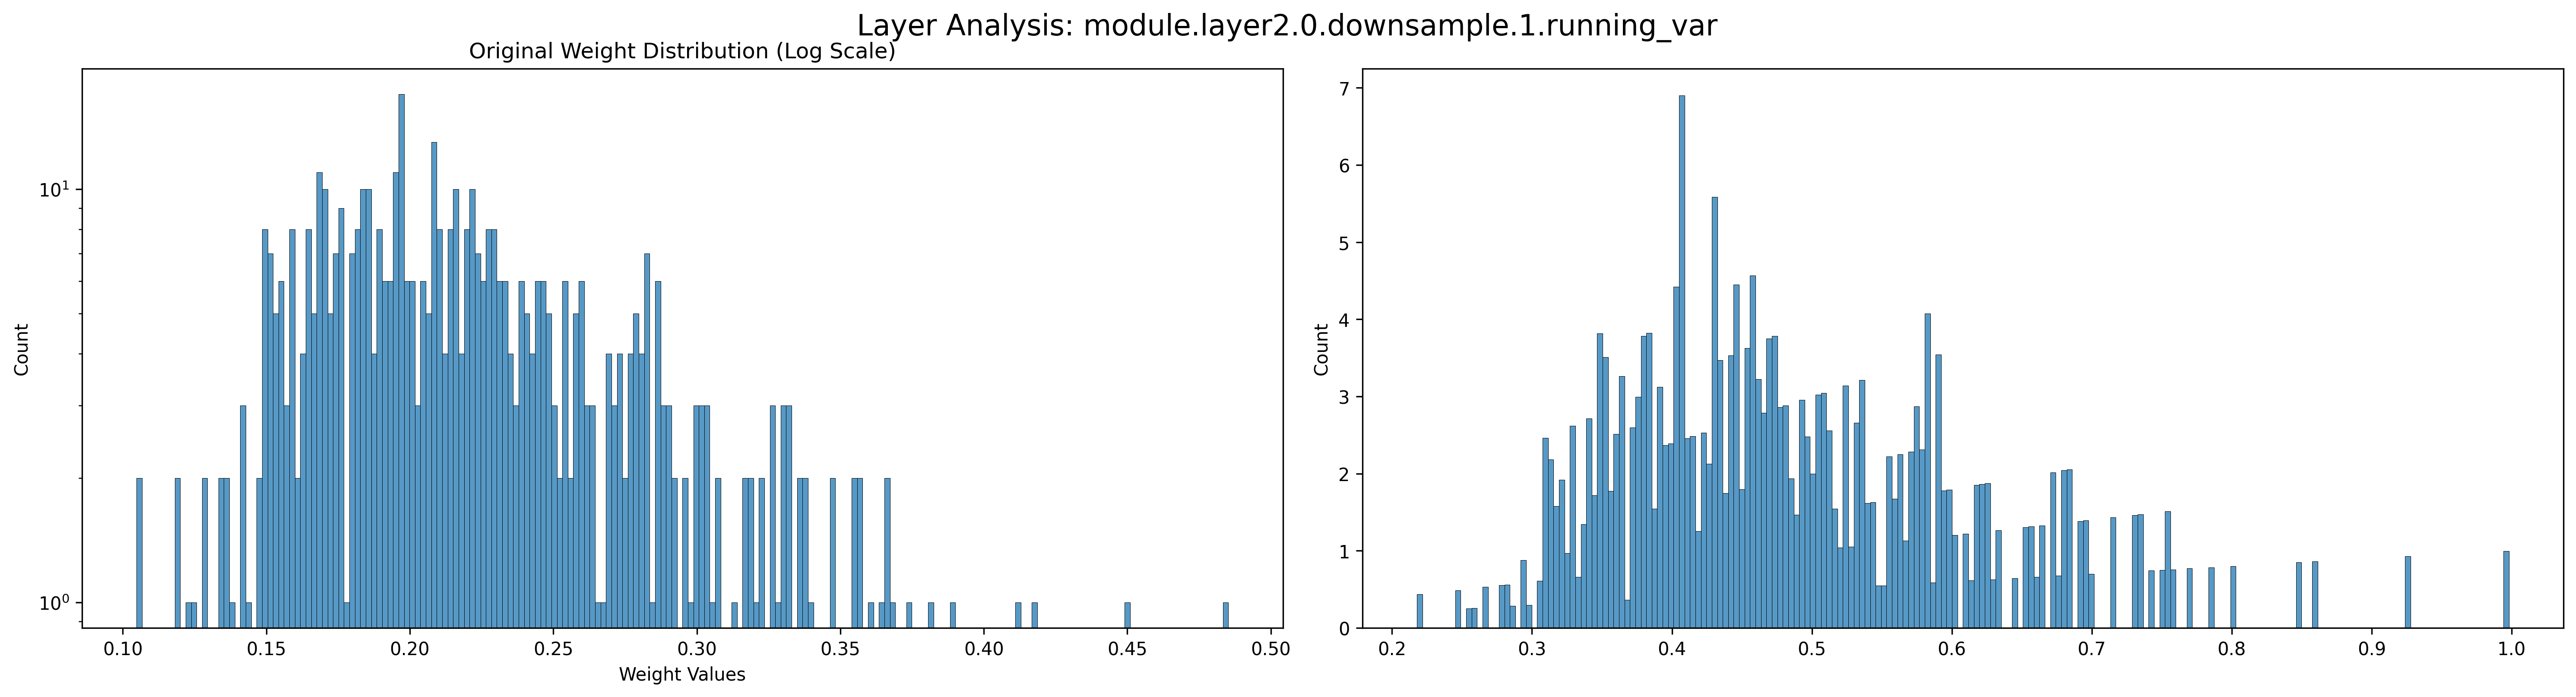 Layer Analysis: module.layer2.0.downsample.1.running_var
Original Weight Distribution (Log Scale)
Count
10¹
10⁰
0.10 0.15 0.20 0.25 0.30 0.35 0.40 0.45 0.50
Weight Values
Count
7
6
5
4
3
2
1
0
0.2 0.3 0.4 0.5 0.6 0.7 0.8 0.9 1.0